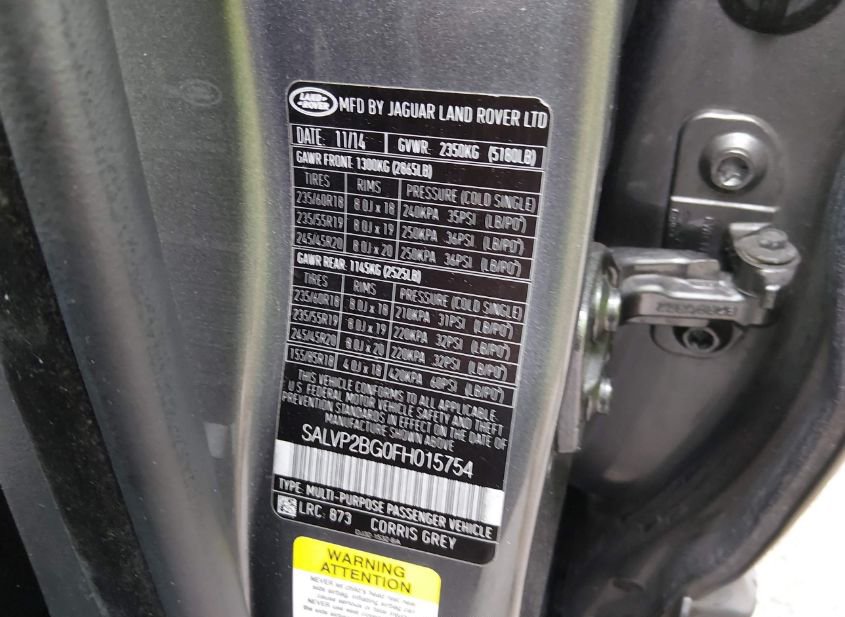 LAND ROVER MFD BY JAGUAR LAND ROVER LTD
DATE: 11/14 GVWR: 2350KG (5180LB)
GAWR FRONT: 1300KG (2865LB)
TIRES RIMS PRESSURE (COLD SINGLE)
235/60R18 8 0J x 18 240KPA 35PSI (LB/PO²)
235/55R19 8 0J x 19 250KPA 36PSI (LB/PO²)
245/45R20 8 0J x 20 250KPA 36PSI (LB/PO²)
GAWR REAR: 1145KG (2525LB)
TIRES RIMS PRESSURE (COLD SINGLE)
235/60R18 8 0J x 18 210KPA 31PSI (LB/PO²)
235/55R19 8 0J x 19 220KPA 32PSI (LB/PO²)
245/45R20 8 0J x 20 220KPA 32PSI (LB/PO²)
155/85R18 4 0J x 18 420KPA 60PSI (LB/PO²)
THIS VEHICLE CONFORMS TO ALL APPLICABLE
U S FEDERAL MOTOR VEHICLE SAFETY AND THEFT
PREVENTION STANDARDS IN EFFECT ON THE DATE OF
MANUFACTURE SHOWN ABOVE
SALVP2BG0FH015754
TYPE: MULTI-PURPOSE PASSENGER VEHICLE
LRC: 873 CORRIS GREY
WARNING
ATTENTION